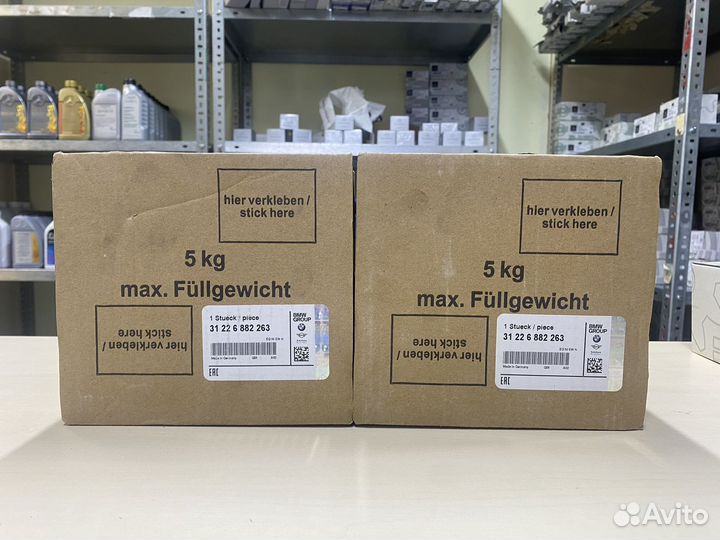 hier verkleben /
stick here
5 kg
max. Füllgewicht
hier verkleben /
stick here
1 Stueck / piece
31 22 6 882 263
Made in Germany
BMW
GROUP
EAC
hier verkleben /
stick here
5 kg
max. Füllgewicht
hier verkleben /
stick here
1 Stueck / piece
31 22 6 882 263
Made in Germany
BMW
GROUP
EAC
Avito